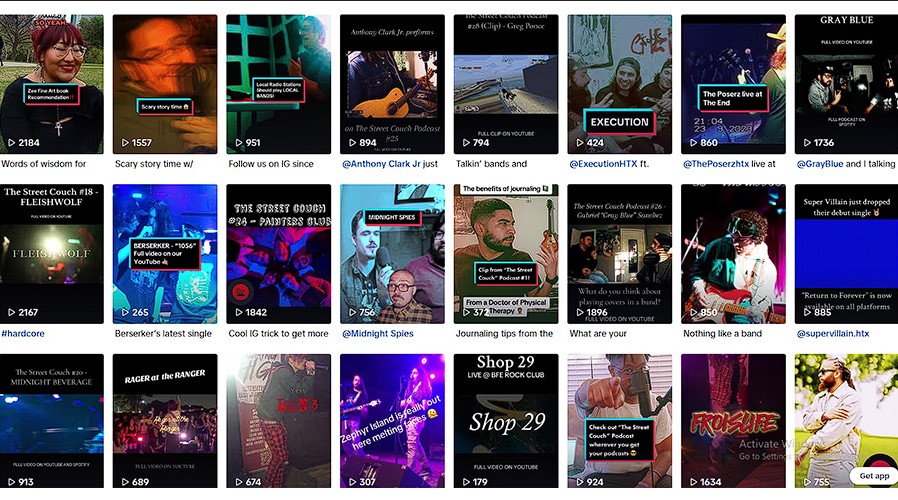 SO YEAH..
Zee Fine Art book
Recommendation!!
2184
Scary story time
1557
Local Radio Stations
Should play LOCAL
BANDS!
951
Anthony Clark Jr. performs
on The Street Couch Podcast
#25
894
The Street Couch Podcast
#28 (Clip) - Greg Ponce
FULL CLIP ON YOUTUBE
794
EXECUTION
424
The Poserz live at
The End
21:04
23 9 2023
860
GRAY BLUE
FULL VIDEO ON YOUTUBE
FULL PODCAST ON
SPOTIFY
1736
Words of wisdom for
Scary story time w/
Follow us on IG since
@Anthony Clark Jr just
Talkin' bands and
@ExecutionHTX ft.
@ThePoserzhtx live at
@GrayBlue and I talking
The Street Couch #18 -
FLEISHWOLF
FULL VIDEO ON YOUTUBE
FLEISHWOLF
2167
BERSERKER - "1056"
Full video on our
YouTube
265
THE STREET COUCH
#24 - PAINTERS CLUB
1842
MIDNIGHT SPIES
756
The benefits of journaling
Clip from "The Street
Couch" Podcast #11!
From a Doctor of Physical
Therapy
372
The Street Couch Podcast #26 -
Gabriel "Gray Blue" Sanchez
What do you think about
playing covers in a band?
FULL VIDEO ON YOUTUBE
1896
850
Super Villain just dropped
their debut single
"Return to Forever" is now
available on all platforms
885
#hardcore
Berserker's latest single
Cool IG trick to get more
@Midnight Spies
Journaling tips from the
What are your
Nothing like a band
@supervillain.htx
The Street Couch #20 -
MIDNIGHT BEVERAGE
FULL VIDEO ON YOUTUBE AND SPOTIFY
913
RAGER at the RANGER
Rager at the
Ranger
FULL VIDEO ON YOUTUBE
689
674
Zephyr Island is really out
here melting faces
307
Shop 29
LIVE @ BFE ROCK CLUB
Shop 29
FULL VIDEO ON YOUTUBE
179
Check out "The Street
Couch" Podcast
wherever you get
your podcasts
924
FROISLIFE
1634
Activate Win
Go to Settings
755
Get app